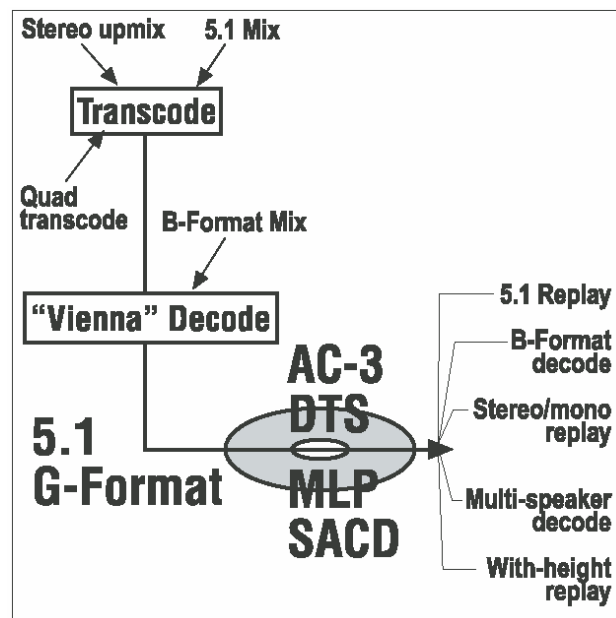 Stereo upmix
5.1 Mix
Transcode
Quad
transcode
B-Format Mix
“Vienna” Decode
5.1
G-Format
AC-3
DTS
MLP
SACD
5.1 Replay
B-Format
decode
Stereo/mono
replay
Multi-speaker
decode
With-height
replay